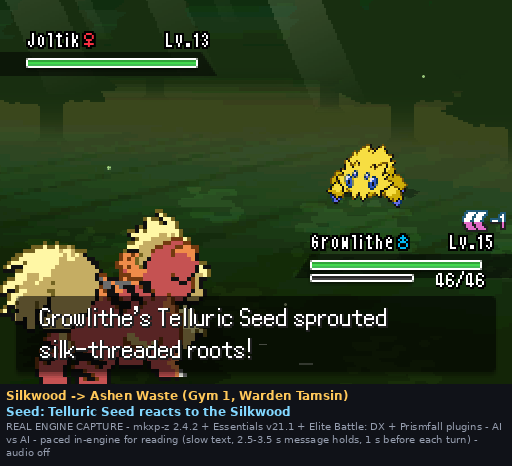 Joltik♀ Lv.13
-1
Growlithe Lv.15
46/46
Growlithe's Telluric Seed sprouted
silk-threaded roots!
Silkwood -> Ashen Waste (Gym 1, Warden Tamsin)
Seed: Telluric Seed reacts to the Silkwood
REAL ENGINE CAPTURE - mkxp-z 2.4.2 + Essentials v21.1 + Elite Battle: DX + Prismfall plugins - AI
vs AI - paced in-engine for reading (slow text, 2.5-3.5 s message holds, 1 s before each turn) -
audio off